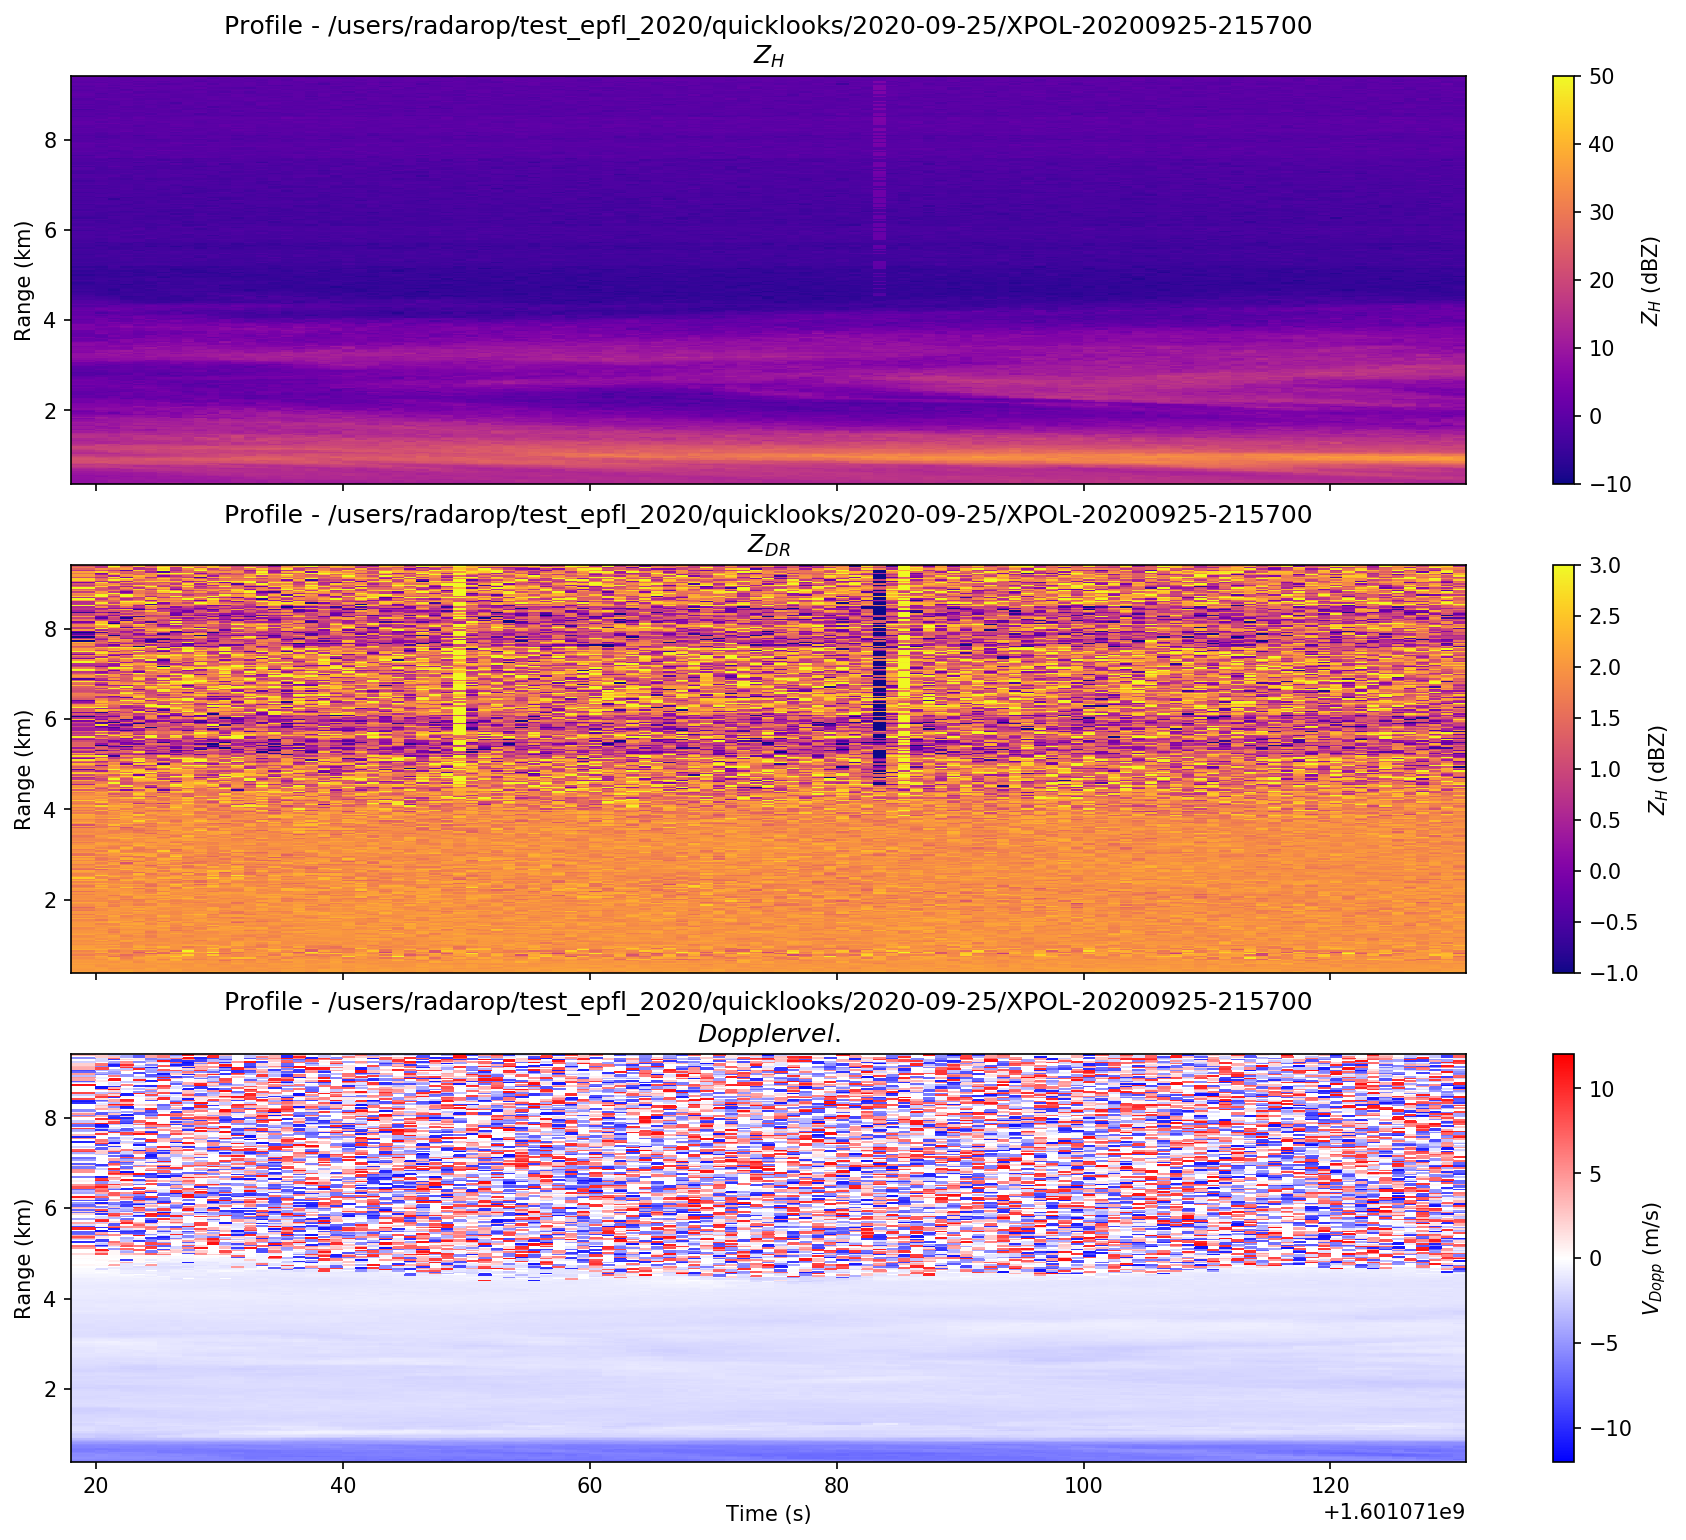 Profile - /users/radarop/test_epfl_2020/quicklooks/2020-09-25/XPOL-20200925-215700
Z_H
Range (km)
8
6
4
2
50
40
30
20
10
0
−10
Z_H (dBZ)
Profile - /users/radarop/test_epfl_2020/quicklooks/2020-09-25/XPOL-20200925-215700
Z_DR
Range (km)
8
6
4
2
3.0
2.5
2.0
1.5
1.0
0.5
0.0
−0.5
−1.0
Z_H (dBZ)
Profile - /users/radarop/test_epfl_2020/quicklooks/2020-09-25/XPOL-20200925-215700
Dopplervel.
Range (km)
8
6
4
2
10
5
0
−5
−10
V_Dopp (m/s)
20 40 60 80 100 120
Time (s)
+1.601071e9